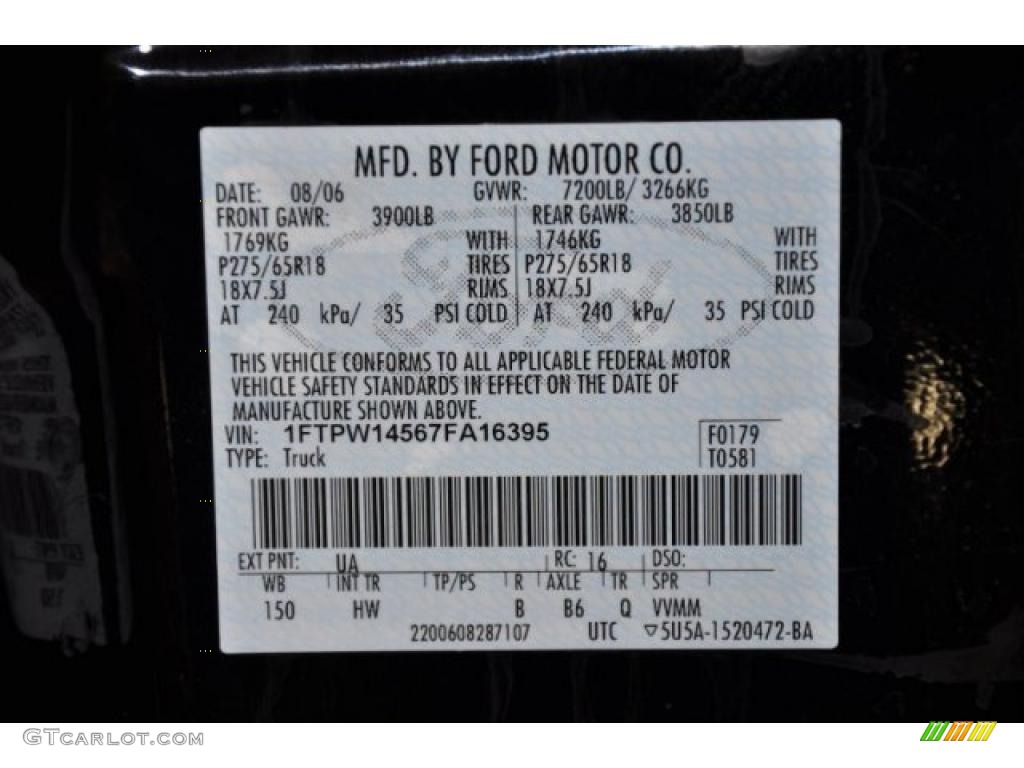 MFD. BY FORD MOTOR CO.
DATE: 08/06 GVWR: 7200LB/ 3266KG
FRONT GAWR: 3900LB REAR GAWR: 3850LB
1769KG WITH 1746KG WITH
P275/65R18 TIRES P275/65R18 TIRES
18X7.5J RIMS 18X7.5J RIMS
AT 240 kPa/ 35 PSI COLD AT 240 kPa/ 35 PSI COLD
THIS VEHICLE CONFORMS TO ALL APPLICABLE FEDERAL MOTOR
VEHICLE SAFETY STANDARDS IN EFFECT ON THE DATE OF
MANUFACTURE SHOWN ABOVE.
VIN: 1FTPW14567FA16395 F0179
TYPE: Truck T0581
EXT PNT: UA RC: 16 DSO:
WB INT TR TP/PS R AXLE TR SPR
150 HW B B6 Q VVMM
2200608287107 UTC ▽5U5A-1520472-BA
GTCARLOT.COM